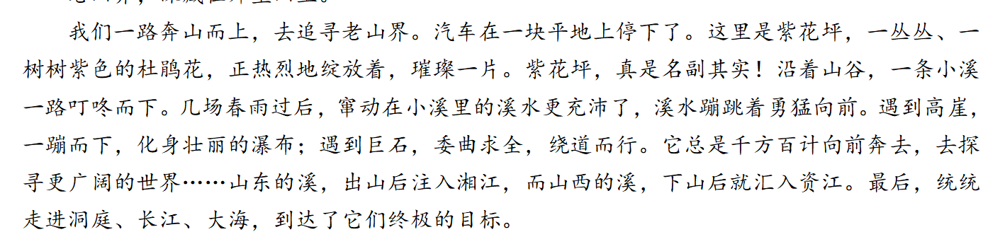 我们一路奔山而上，去追寻老山界。汽车在一块平地上停下了。这里是紫花坪，一丛丛、一
树树紫色的杜鹃花，正热烈地绽放着，璀璨一片。紫花坪，真是名副其实！沿着山谷，一条小溪
一路叮咚而下。几场春雨过后，窜动在小溪里的溪水更充沛了，溪水蹦跳着勇猛向前。遇到高崖，
一蹦而下，化身壮丽的瀑布；遇到巨石，委曲求全，绕道而行。它总是千方百计向前奔去，去探
寻更广阔的世界……山东的溪，出山后注入湘江，而山西的溪，下山后就汇入资江。最后，统统
走进洞庭、长江、大海，到达了它们终极的目标。